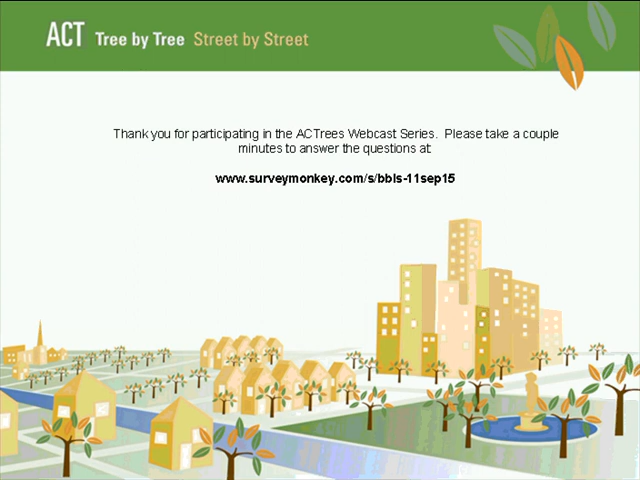 ACT Tree by Tree Street by Street
Thank you for participating in the ACTrees Webcast Series. Please take a couple
minutes to answer the questions at:
www.surveymonkey.com/s/bbls-11sep15